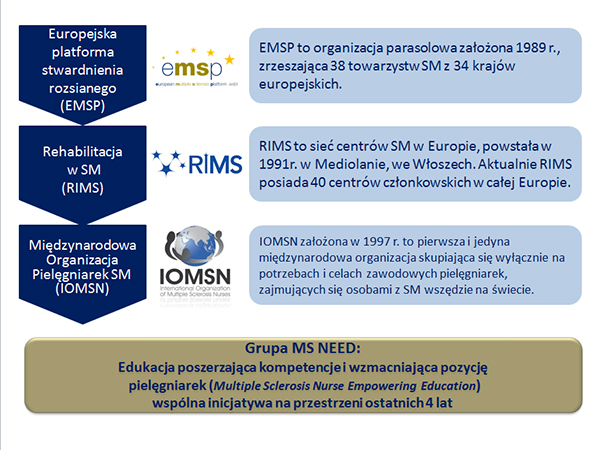 Europejska
platforma
stwardnienia
rozsianego
(EMSP)
emsp
european multiple sclerosis platform
EMSP to organizacja parasolowa założona 1989 r.,
zrzeszająca 38 towarzystw SM z 34 krajów
europejskich.
Rehabilitacja
w SM
(RIMS)
RIMS
RIMS to sieć centrów SM w Europie, powstała w
1991r. w Mediolanie, we Włoszech. Aktualnie RIMS
posiada 40 centrów członkowskich w całej Europie.
Międzynarodowa
Organizacja
Pielęgniarek SM
(IOMSN)
IOMSN
International Organization
of Multiple Sclerosis Nurses
IOMSN założona w 1997 r. to pierwsza i jedyna
międzynarodowa organizacja skupiająca się wyłącznie na
potrzebach i celach zawodowych pielęgniarek,
zajmujących się osobami z SM wszędzie na świecie.
Grupa MS NEED:
Edukacja poszerzająca kompetencje i wzmacniająca pozycję
pielęgniarek (Multiple Sclerosis Nurse Empowering Education)
wspólna inicjatywa na przestrzeni ostatnich 4 lat